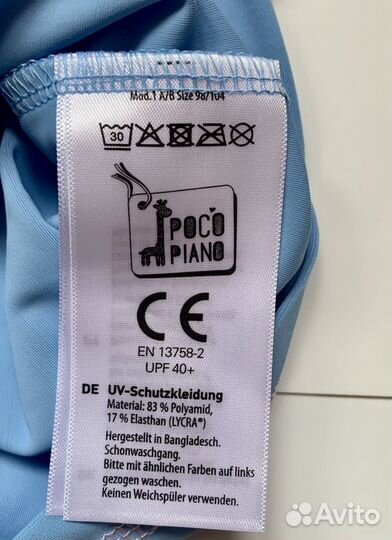 Mod.1 A/B Size 98/104
30
POCO
PIANO
CE
EN 13758-2
UPF 40+
DE UV-Schutzkleidung
Material: 83 % Polyamid,
17 % Elasthan (LYCRA®)
Hergestellt in Bangladesch.
Schonwaschgang.
Bitte mit ähnlichen Farben auf links
gezogen waschen.
Keinen Weichspüler verwenden.
Avito